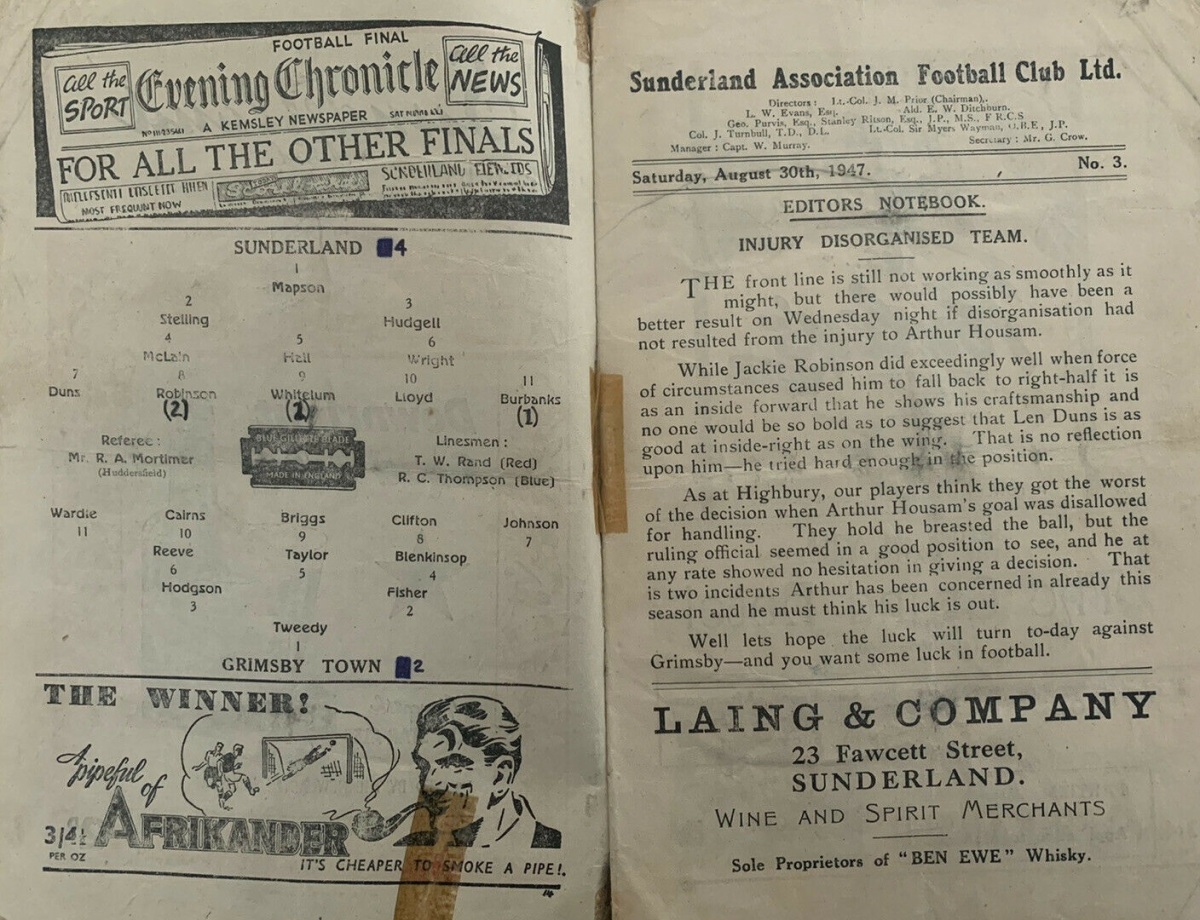 FOOTBALL FINAL
All the SPORT
Evening Chronicle
All the NEWS
A KEMSLEY NEWSPAPER
FOR ALL THE OTHER FINALS
MOST FREQUENT NOW
SUNDERLAND 4
1
Mapson
2 3
Stelling Hudgell
4 5 6
McLain Hall Wright
7 8 9 10 11
Duns Robinson Whitelum Lloyd Burbanks
(2) (1) (1)
Referee :
Mr. R. A. Mortimer
(Huddersfield)
BLUE GILLETTE BLADE
MADE IN ENGLAND
Linesmen :
T. W. Rand (Red)
R. C. Thompson (Blue)
Wardle Cairns Briggs Clifton Johnson
11 10 9 8 7
Reeve Taylor Blenkinsop
6 5 4
Hodgson Fisher
3 2
Tweedy
1
GRIMSBY TOWN 2
THE WINNER!
A pipeful of
AFRIKANDER
3/4½
PER OZ
IT'S CHEAPER TO SMOKE A PIPE!.
Sunderland Association Football Club Ltd.
Directors : Lt.-Col. J. M. Prior (Chairman),.
L. W. Evans, Esq. Ald. E. Ditchburn.
Geo. Purvis, Esq., Stanley Ritson, Esq., J.P., M.S., F R.C.S
Col. J. Turnbull, T.D., D.L. Lt.-Col. Sir Myers Wayman, O.B.E , J.P.
Manager : Capt. W. Murray. Secretary : Mr. G. Crow.
Saturday, August 30th, 1947. No. 3.
EDITORS NOTEBOOK.
INJURY DISORGANISED TEAM.
THE front line is still not working as smoothly as it
might, but there would possibly have been a
better result on Wednesday night if disorganisation had
not resulted from the injury to Arthur Housam.
While Jackie Robinson did exceedingly well when force
of circumstances caused him to fall back to right-half it is
as an inside forward that he shows his craftsmanship and
no one would be so bold as to suggest that Len Duns is as
good at inside-right as on the wing. That is no reflection
upon him—he tried hard enough in the position.
As at Highbury, our players think they got the worst
of the decision when Arthur Housam's goal was disallowed
for handling. They hold he breasted the ball, but the
ruling official seemed in a good position to see, and he at
any rate showed no hesitation in giving a decision. That
is two incidents Arthur has been concerned in already this
season and he must think his luck is out.
Well lets hope the luck will turn to-day against
Grimsby—and you want some luck in football.
LAING & COMPANY
23 Fawcett Street,
SUNDERLAND.
WINE AND SPIRIT MERCHANTS
Sole Proprietors of "BEN EWE" Whisky.